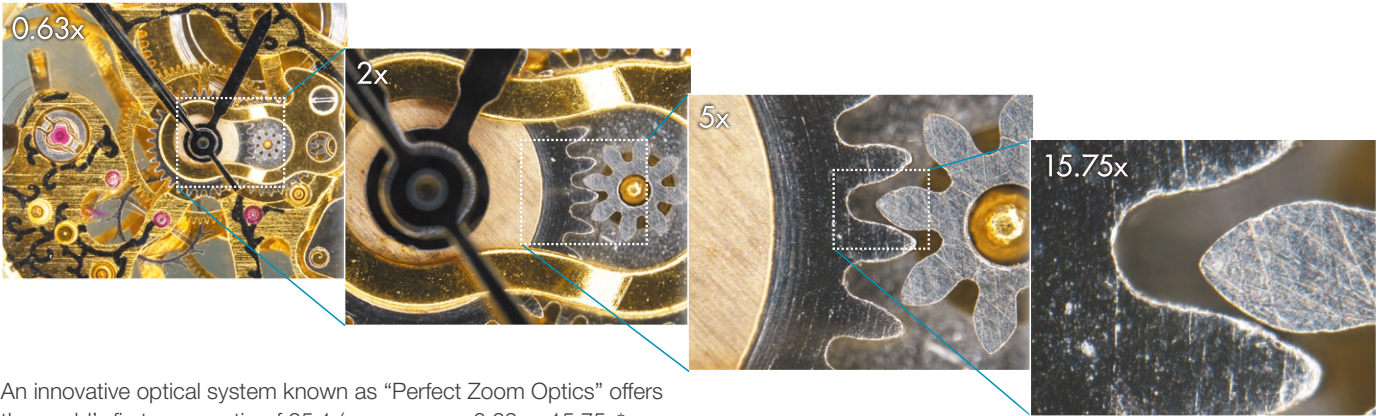 0.63x
2x
5x
15.75x
An innovative optical system known as “Perfect Zoom Optics” offers